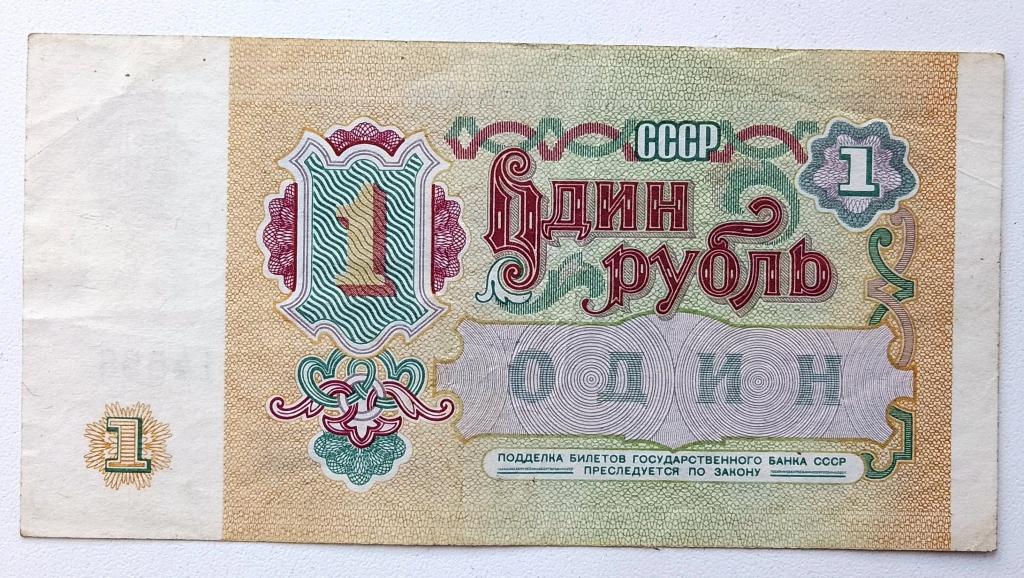 СССР
1
1
Один
рубль
ОДИН
1
ПОДДЕЛКА БИЛЕТОВ ГОСУДАРСТВЕННОГО БАНКА СССР
ПРЕСЛЕДУЕТСЯ ПО ЗАКОНУ